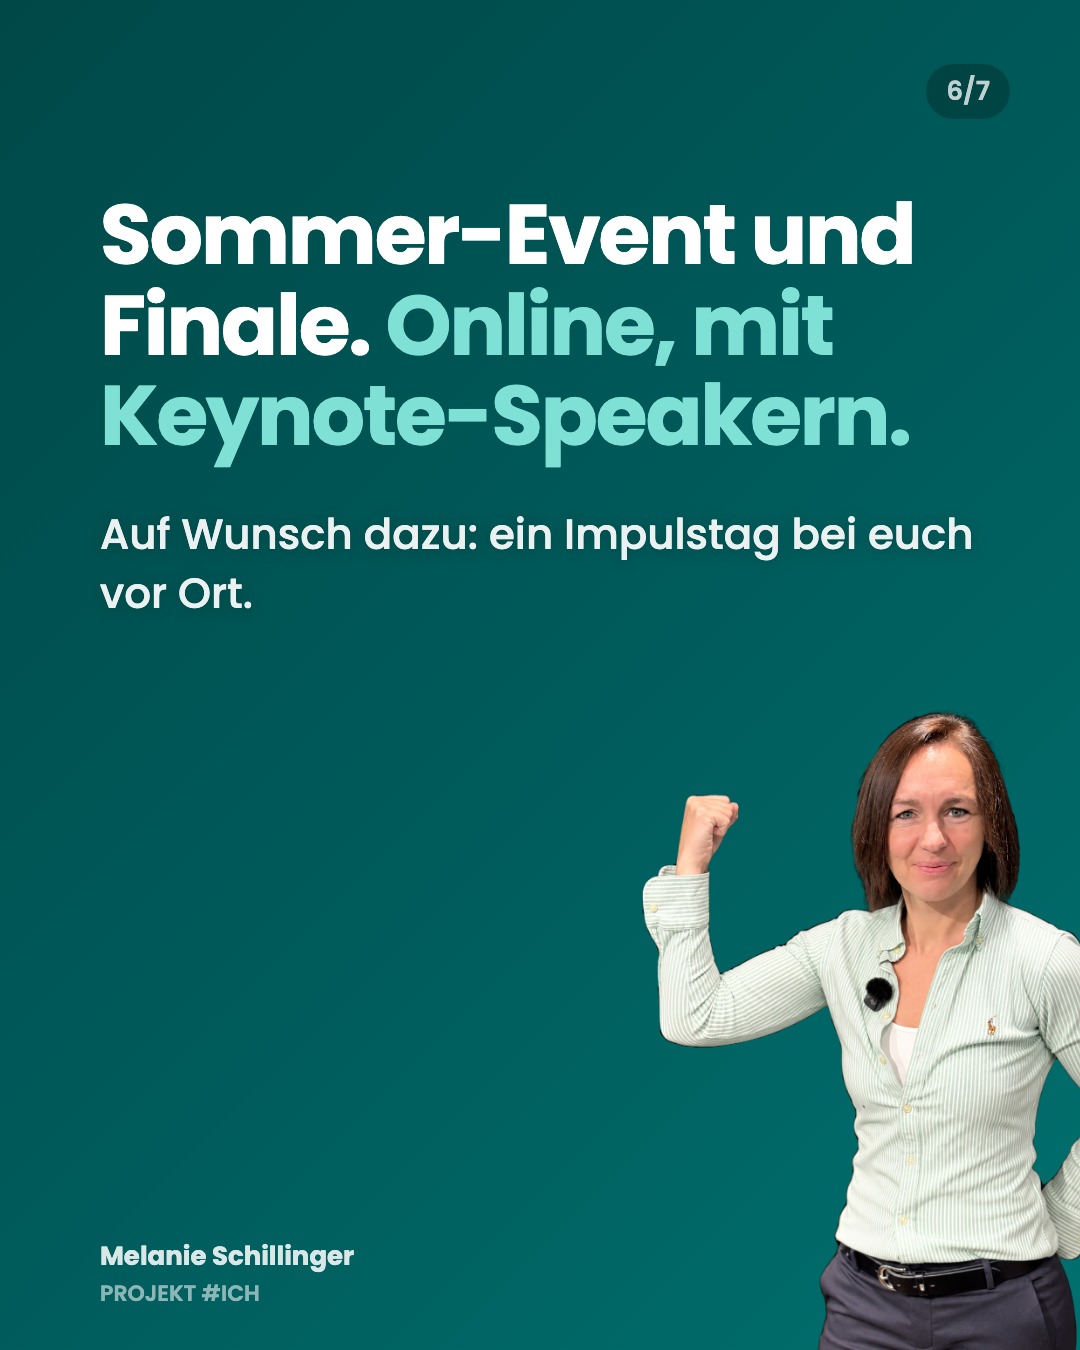 6/7
Sommer-Event und
Finale. Online, mit
Keynote-Speakern.
Auf Wunsch dazu: ein Impulstag bei euch
vor Ort.
Melanie Schillinger
PROJEKT #ICH